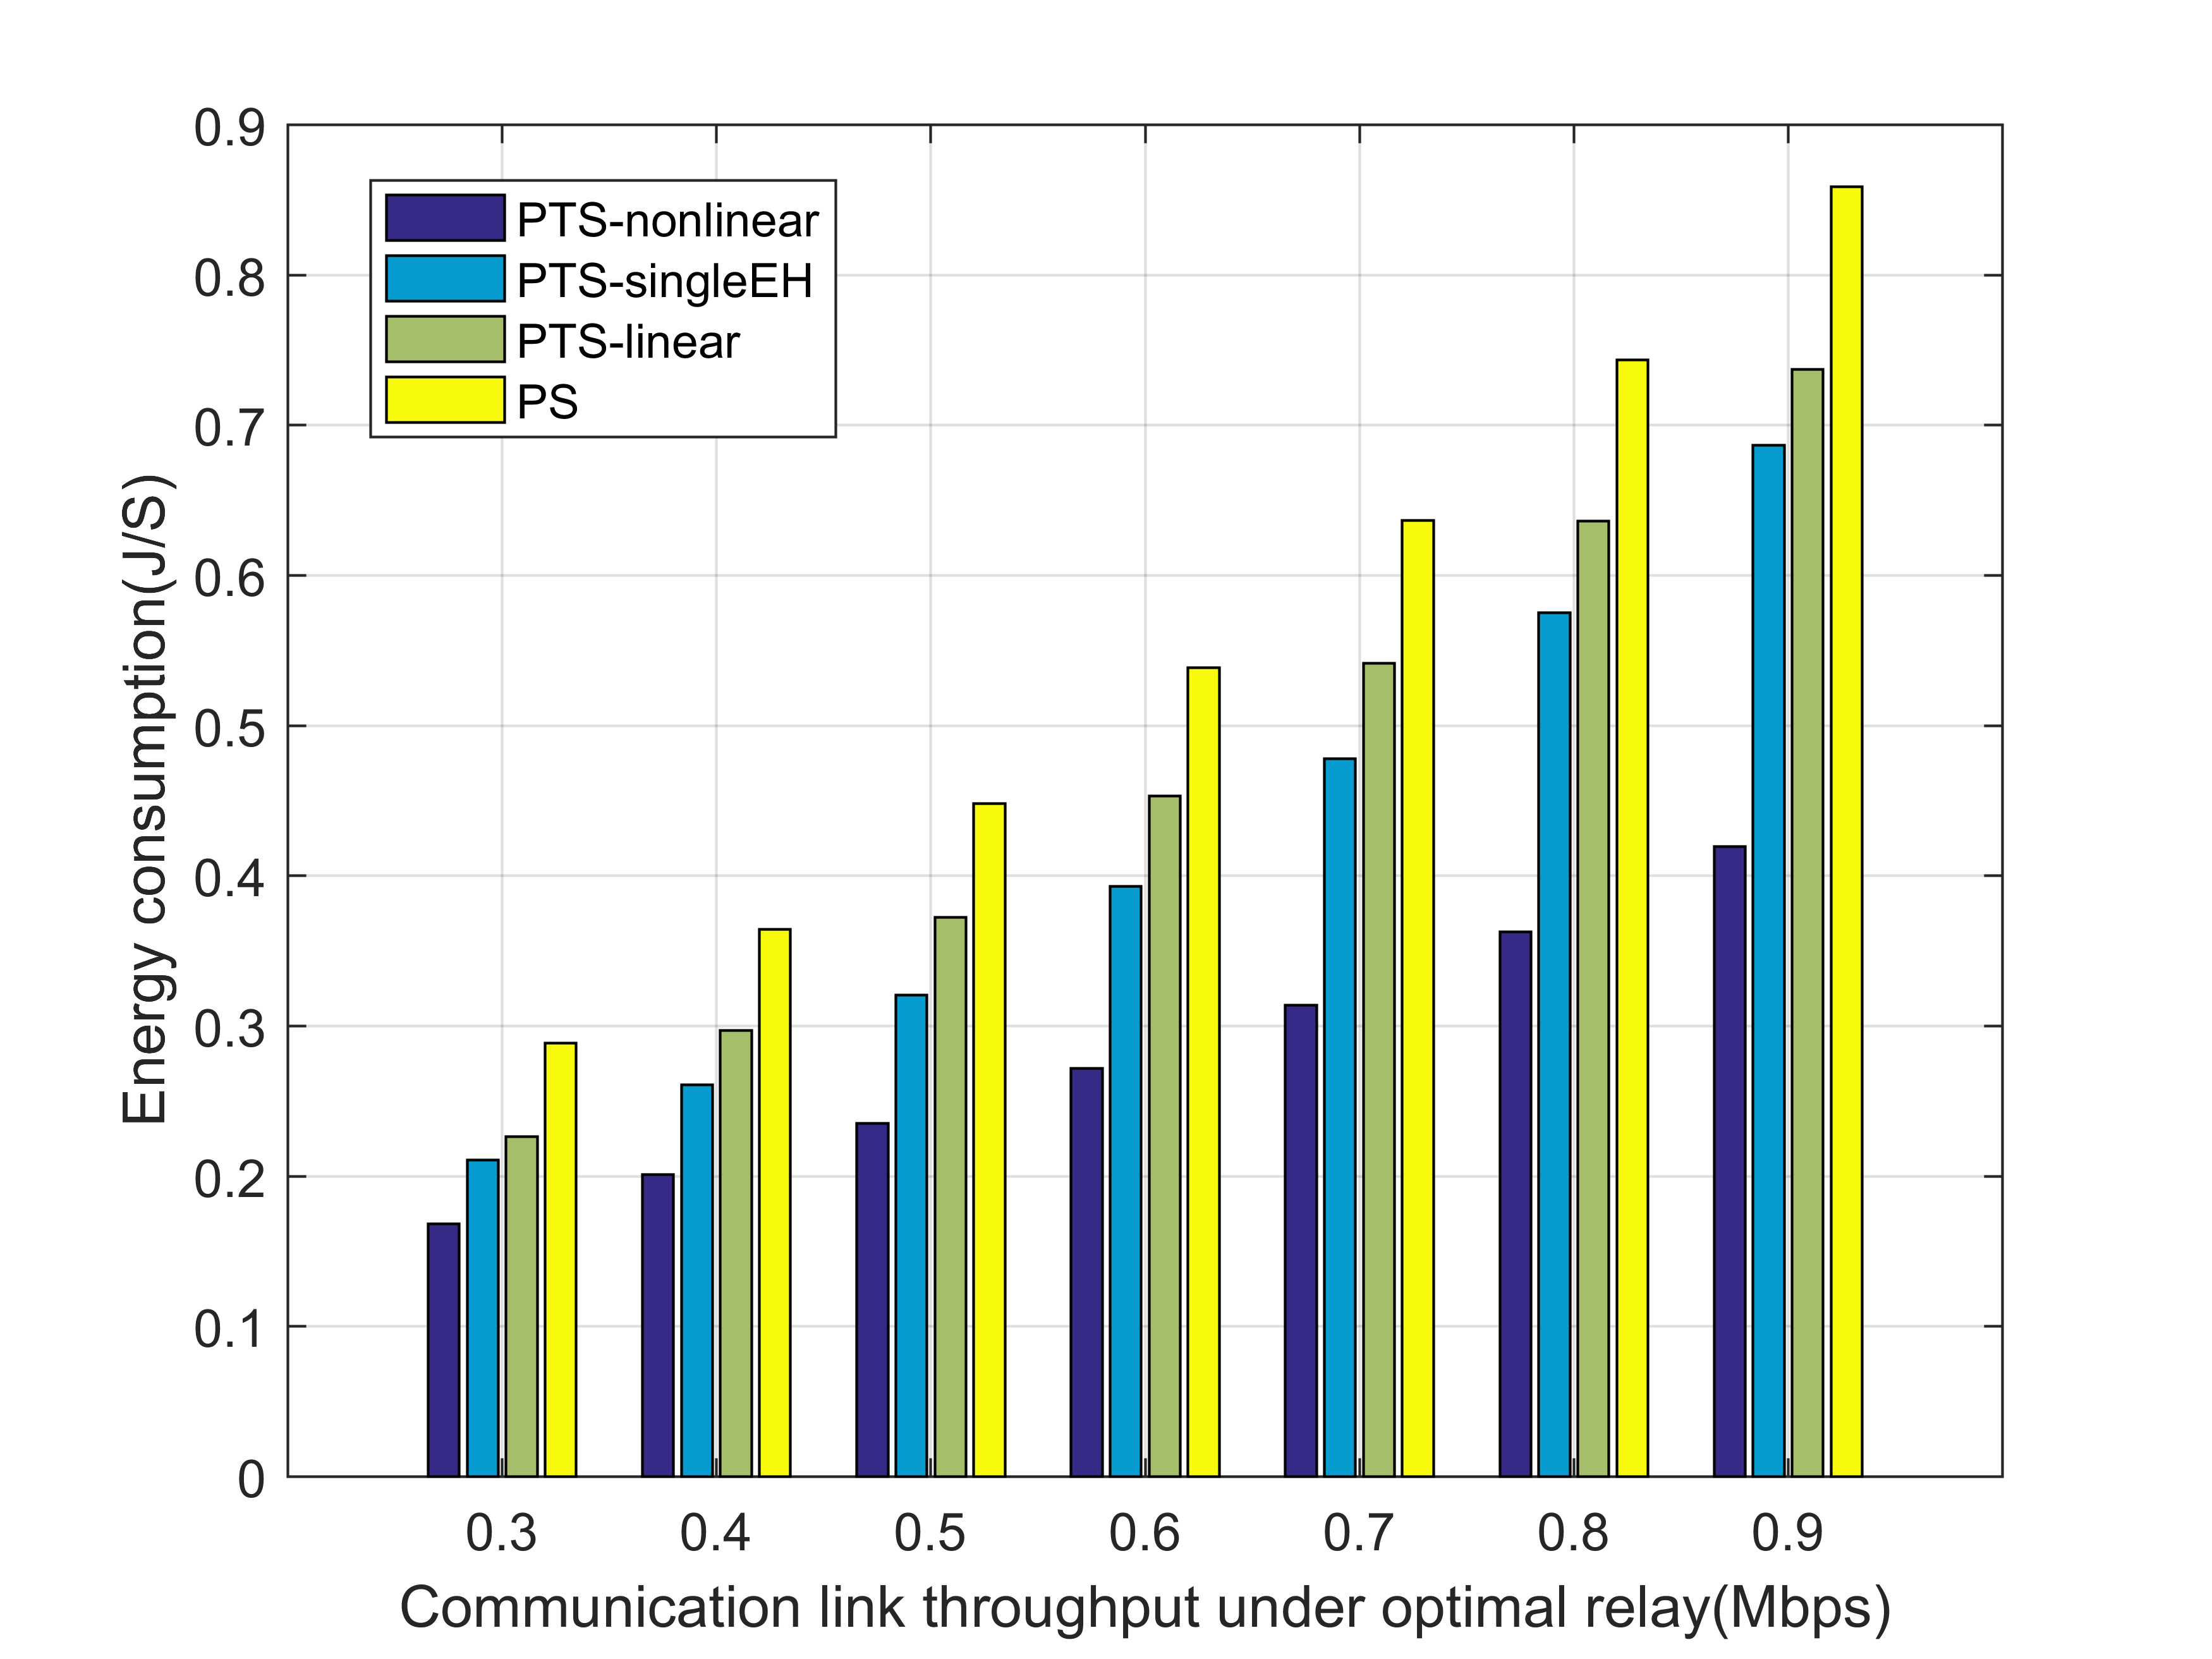 0.9
0.8
0.7
0.6
0.5
0.4
0.3
0.2
0.1
0
Energy consumption(J/S)
PTS-nonlinear
PTS-singleEH
PTS-linear
PS
0.3 0.4 0.5 0.6 0.7 0.8 0.9
Communication link throughput under optimal relay(Mbps)